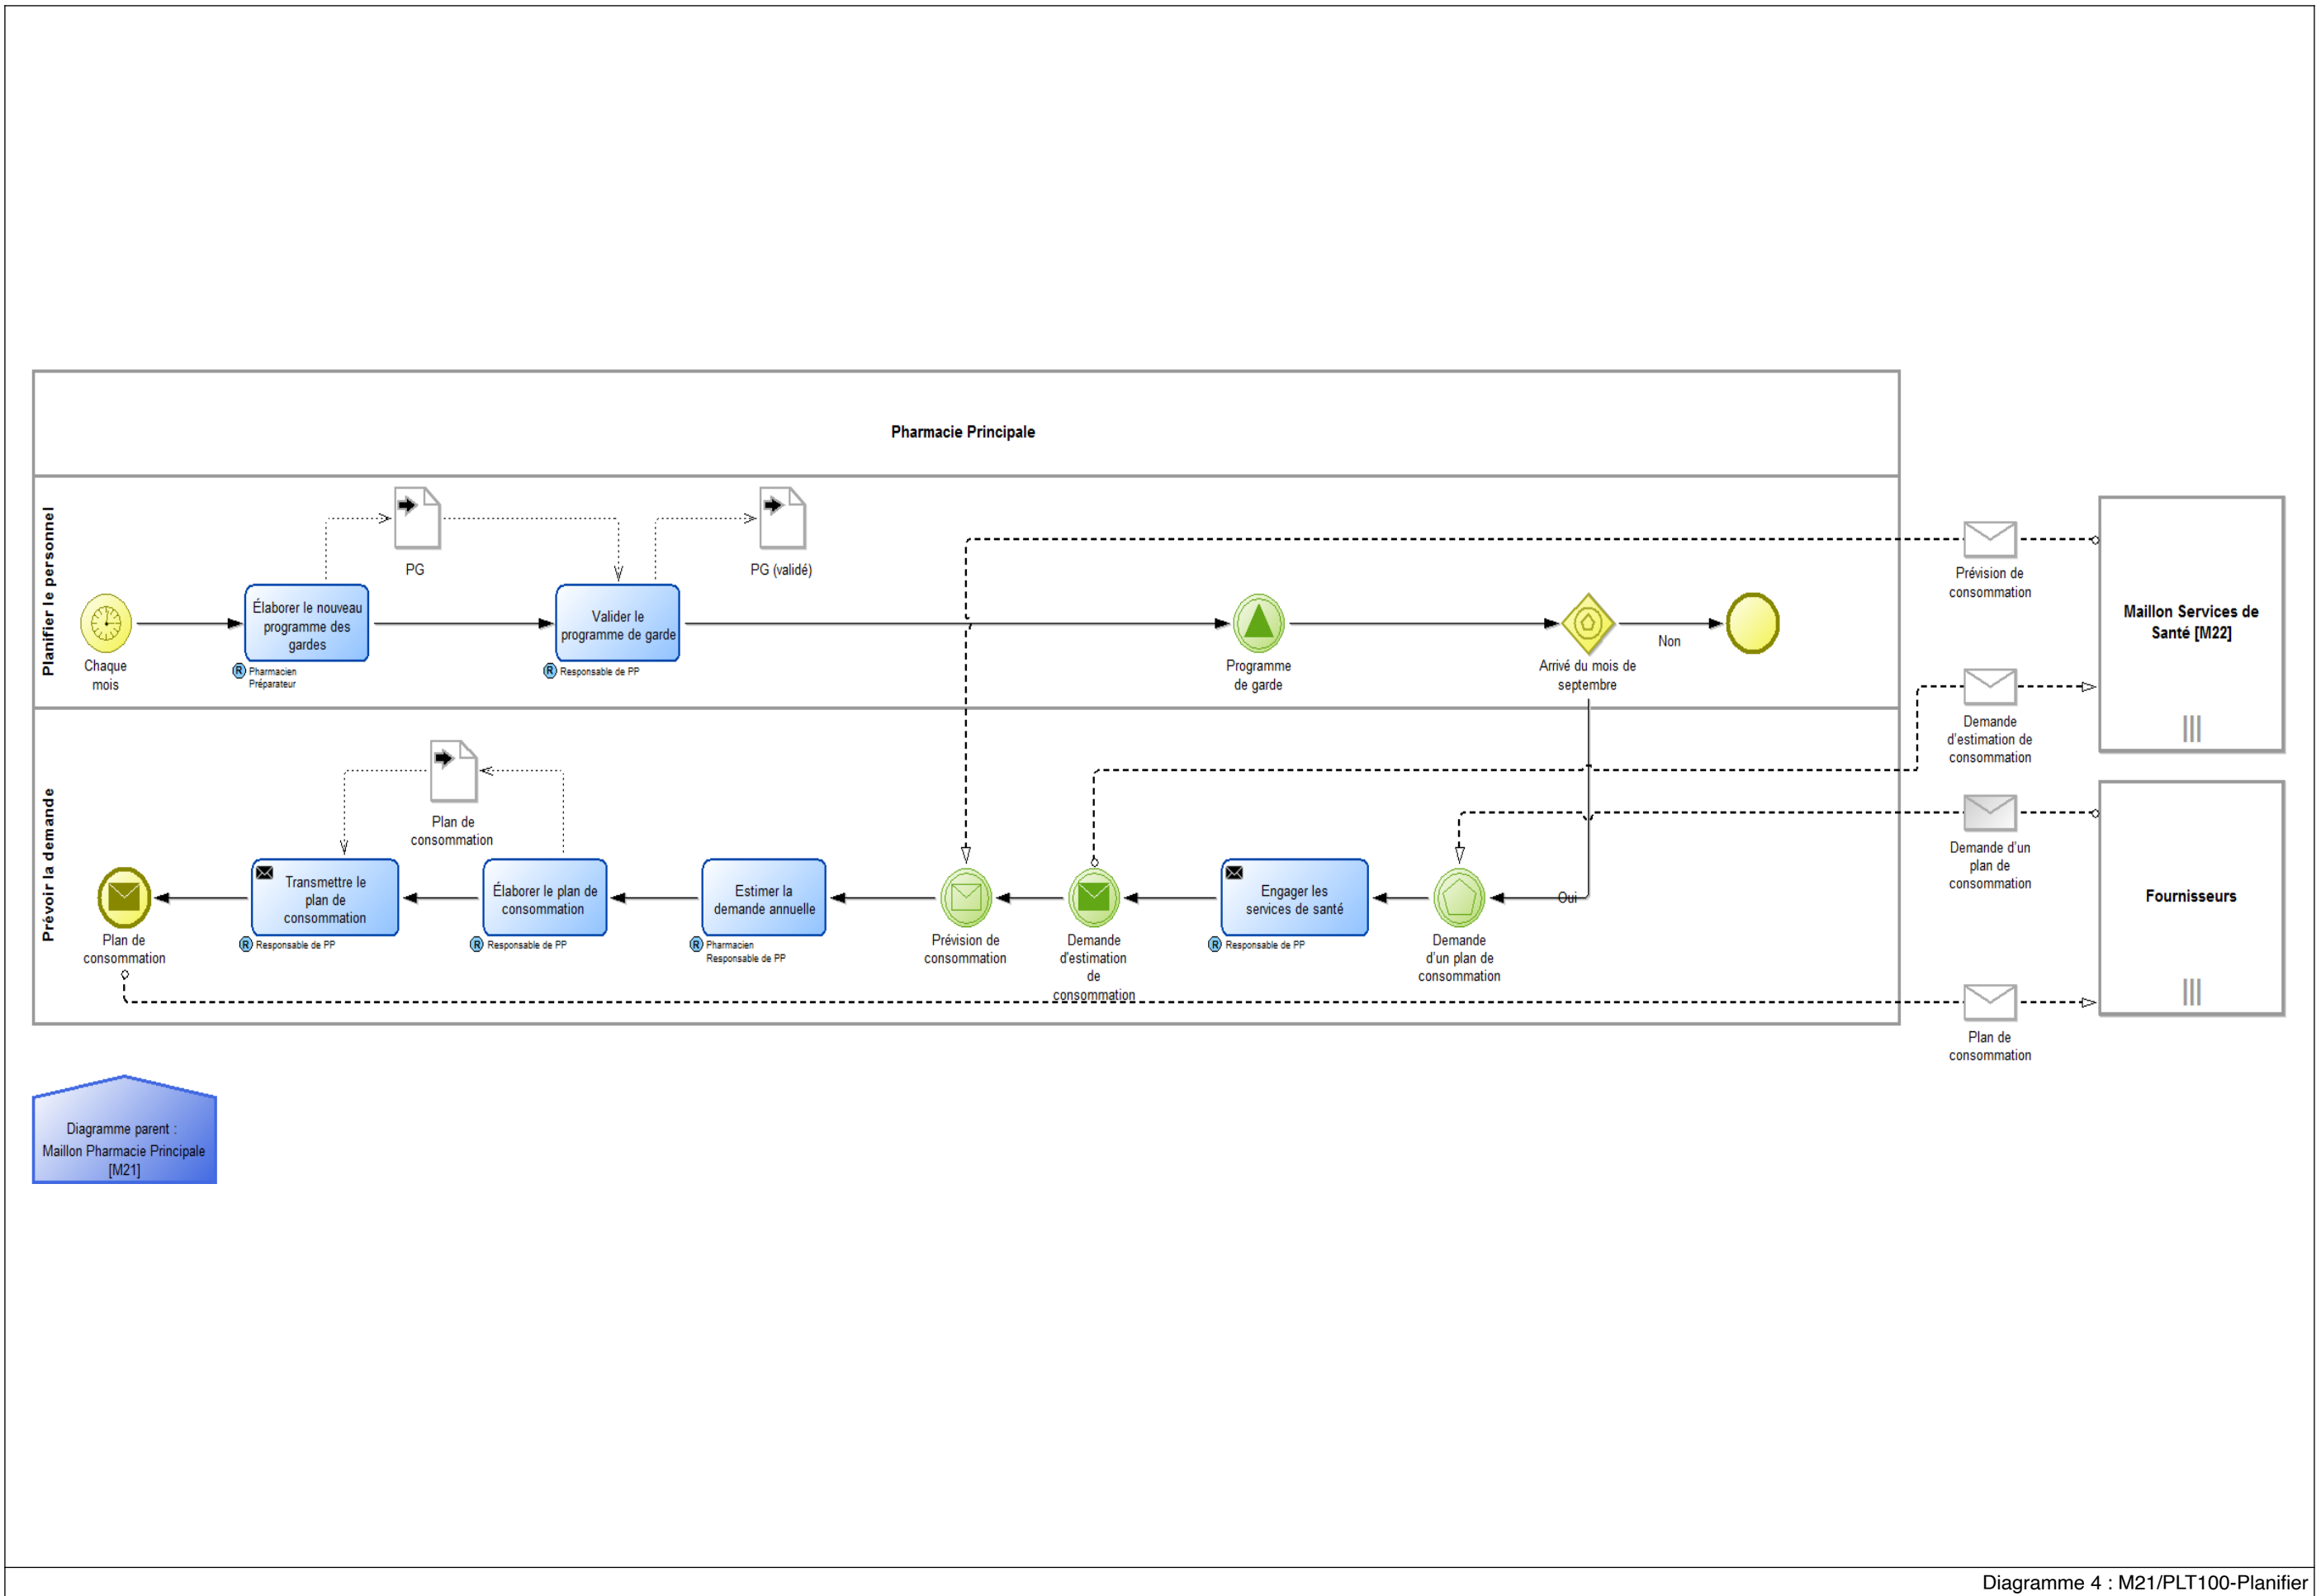 Pharmacie Principale
Planifier le personnel
PG
PG (validé)
Chaque
mois
Élaborer le nouveau
programme des
gardes
R Pharmacien
Préparateur
Valider le
programme de garde
R Responsable de PP
Programme
de garde
Arrivé du mois de
septembre
Non
Oui
Prévision de
consommation
Maillon Services de
Santé [M22]
Demande
d'estimation de
consommation
Prévoir la demande
Plan de
consommation
Plan de
consommation
Transmettre le
plan de
consommation
R Responsable de PP
Élaborer le plan de
consommation
R Responsable de PP
Estimer la
demande annuelle
R Pharmacien
Responsable de PP
Prévision de
consommation
Demande
d'estimation
de
consommation
Engager les
services de santé
R Responsable de PP
Demande
d'un plan de
consommation
Demande d'un
plan de
consommation
Fournisseurs
Plan de
consommation
Diagramme parent :
Maillon Pharmacie Principale
[M21]
Diagramme 4 : M21/PLT100-Planifier